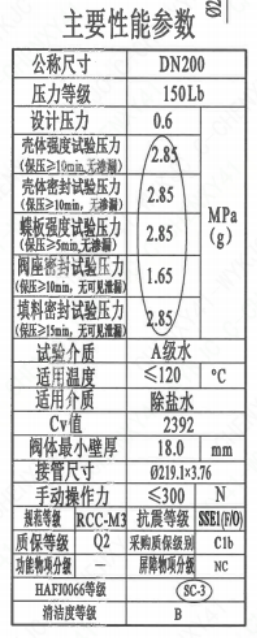 主要性能参数
Ø2
公称尺寸 DN200
压力等级 150Lb
设计压力 0.6
壳体强度试验压力 2.85
(保压≥10min,无渗漏)
壳体密封试验压力 2.85
(保压≥10min, 无渗漏)
MPa
蝶板强度试验压力 2.85
(g)
(保压≥5min,无渗漏)
阀座密封试验压力 1.65
(保压≥10min, 无可见泄漏)
填料密封试验压力 2.85
(保压≥15min, 无可见泄漏)
试验介质 A级水
适用温度 ≤120 °C
适用介质 除盐水
Cv值 2392
阀体最小壁厚 18.0 mm
接管尺寸 Ø219.1×3.76
手动操作力 ≤300 N
规范等级 RCC-M3 抗震等级 SSE1(F/O)
质保等级 Q2 采购质保级别 C1b
功能物项分级 — 屏障物项分级 NC
HAFJ0066等级 SC-3
清洁度等级 B